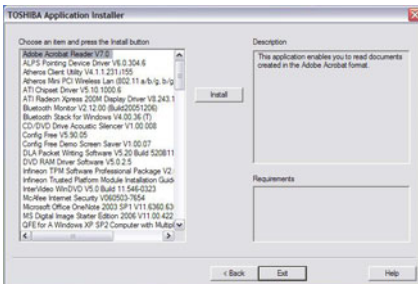 TOSHIBA Application Installer
Choose an item and press the Install button
Adobe Acrobat Reader V7.0
ALPS Pointing Device Driver V6.0.304.6
Atheros Client Utility V4.1.1.231/155
Atheros Mini PCI Wireless Lan (802.11 a/b/g, b/g)
ATI Chipset Driver V5.10.1000.6
ATI Radeon Xpress 200M Display Driver V8.243.1
Bluetooth Monitor V2.12.00 (Build20051206)
Bluetooth Stack for Windows V4.00.36 (T)
CD/DVD Drive Acoustic Silencer V1.00.008
Config Free V5.90.05
Config Free Demo Screen Saver V1.00.07
DLA Packet Writing Software V5.20 Build 520B11
DVD RAM Driver Software V5.0.2.5
Infineon TPM Software Professional Package V2.
Infineon Trusted Platform Module Installation Guid
InterVideo WinDVD V5.0 Build 11.546-0323
McAfee Internet Security V060503-7654
Microsoft Office OneNote 2003 SP1 V11.6360.63
MS Digital Image Starter Edition 2006 V11.00.422
QFE for A Windows XP SP2 Computer with Multipl
Install
Description
This application enables you to read documents
created in the Adobe Acrobat format.
Requirements
< Back
Exit
Help